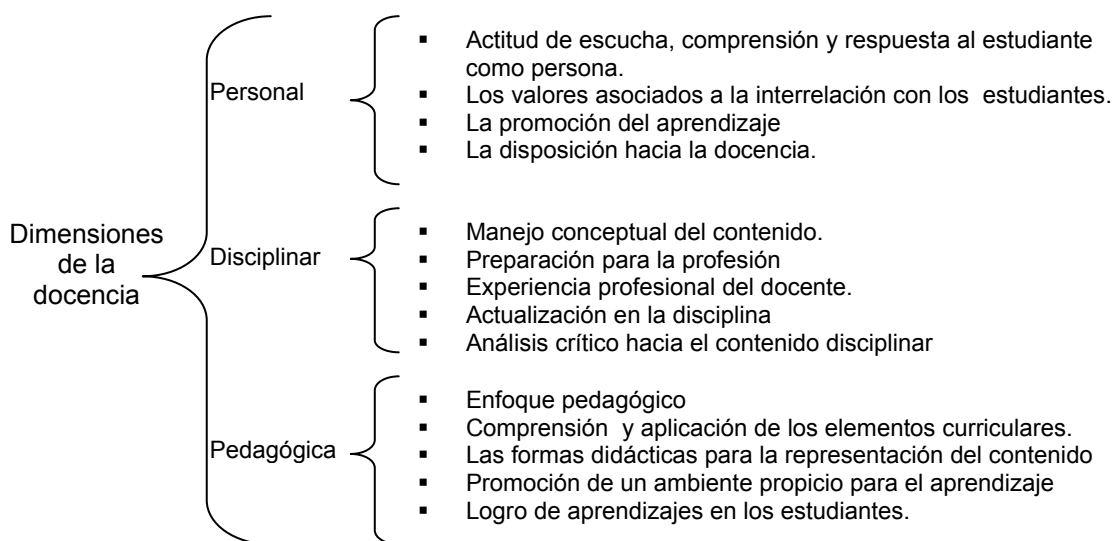 Dimensiones
de la
docencia
Personal
▪ Actitud de escucha, comprensión y respuesta al estudiante
como persona.
▪ Los valores asociados a la interrelación con los estudiantes.
▪ La promoción del aprendizaje
▪ La disposición hacia la docencia.
Disciplinar
▪ Manejo conceptual del contenido.
▪ Preparación para la profesión
▪ Experiencia profesional del docente.
▪ Actualización en la disciplina
▪ Análisis crítico hacia el contenido disciplinar
Pedagógica
▪ Enfoque pedagógico
▪ Comprensión y aplicación de los elementos curriculares.
▪ Las formas didácticas para la representación del contenido
▪ Promoción de un ambiente propicio para el aprendizaje
▪ Logro de aprendizajes en los estudiantes.